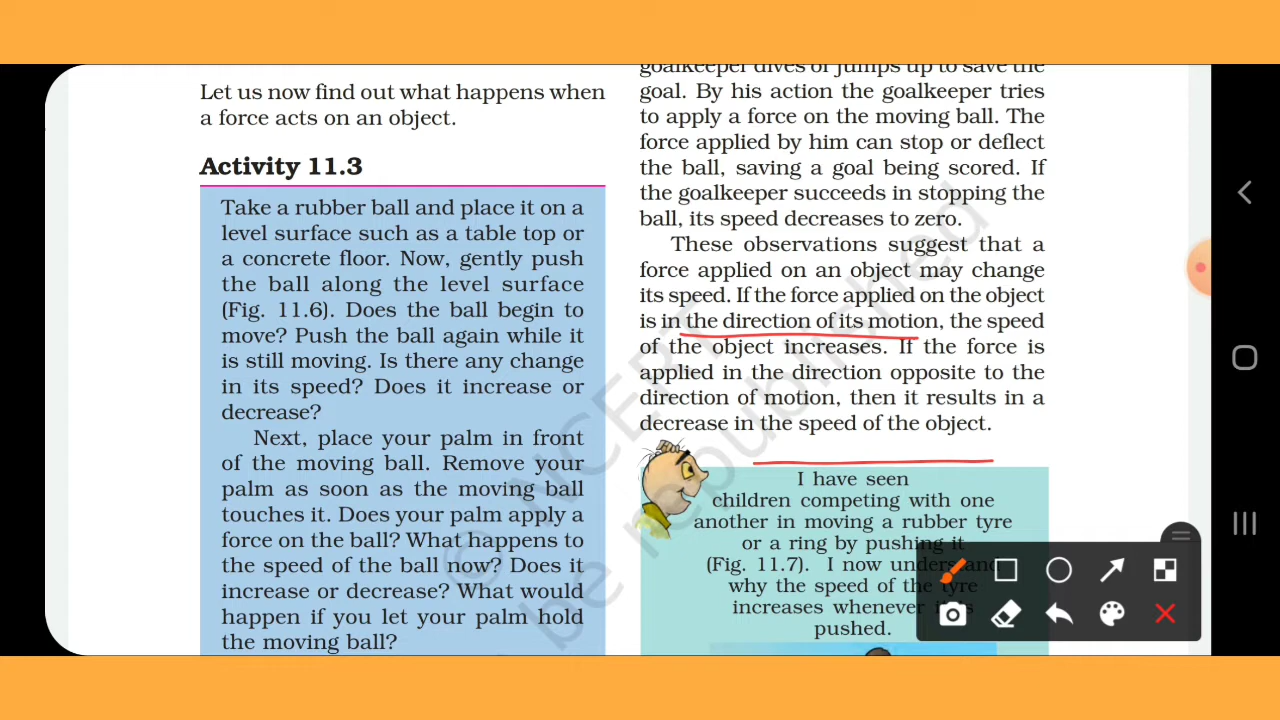 Let us now find out what happens when
a force acts on an object.
Activity 11.3
Take a rubber ball and place it on a
level surface such as a table top or
a concrete floor. Now, gently push
the ball along the level surface
(Fig. 11.6). Does the ball begin to
move? Push the ball again while it
is still moving. Is there any change
in its speed? Does it increase or
decrease?
Next, place your palm in front
of the moving ball. Remove your
palm as soon as the moving ball
touches it. Does your palm apply a
force on the ball? What happens to
the speed of the ball now? Does it
increase or decrease? What would
happen if you let your palm hold
the moving ball?
goalkeeper dives or jumps up to save the
goal. By his action the goalkeeper tries
to apply a force on the moving ball. The
force applied by him can stop or deflect
the ball, saving a goal being scored. If
the goalkeeper succeeds in stopping the
ball, its speed decreases to zero.
These observations suggest that a
force applied on an object may change
its speed. If the force applied on the object
is in the direction of its motion, the speed
of the object increases. If the force is
applied in the direction opposite to the
direction of motion, then it results in a
decrease in the speed of the object.
I have seen
children competing with one
another in moving a rubber tyre
or a ring by pushing it
(Fig. 11.7). I now understand
why the speed of the tyre
increases whenever it is
pushed.
© NCERT
be republished